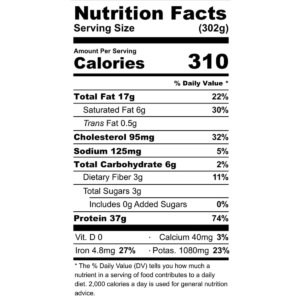 Nutrition Facts
Serving Size (302g)
Amount Per Serving
Calories 310
% Daily Value *
Total Fat 17g 22%
Saturated Fat 6g 30%
Trans Fat 0.5g
Cholesterol 95mg 32%
Sodium 125mg 5%
Total Carbohydrate 6g 2%
Dietary Fiber 3g 11%
Total Sugars 3g
Includes 0g Added Sugars 0%
Protein 37g 74%
Vit. D 0 · Calcium 40mg 3%
Iron 4.8mg 27% · Potas. 1080mg 23%
* The % Daily Value (DV) tells you how much a
nutrient in a serving of food contributes to a daily
diet. 2,000 calories a day is used for general nutrition
advice.